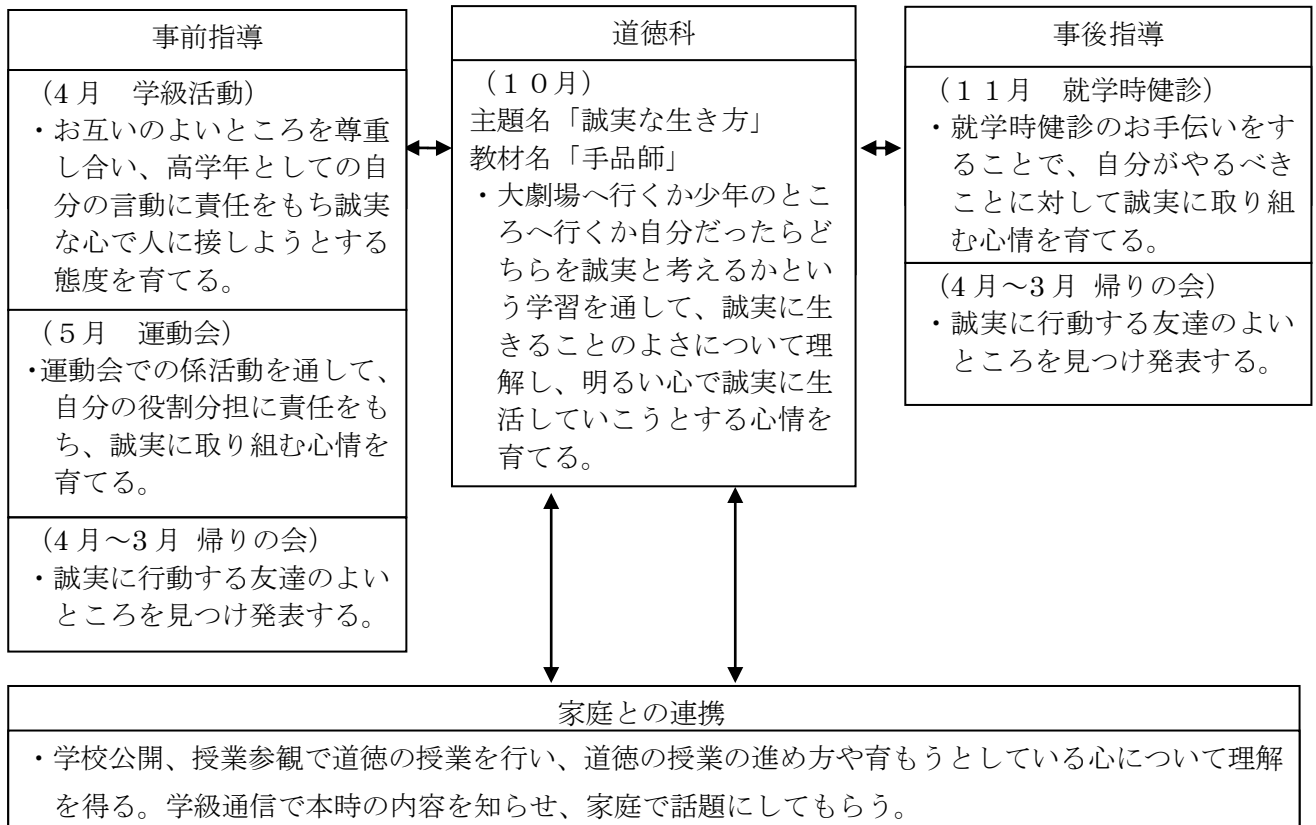 事前指導
(4月 学級活動)
・お互いのよいところを尊重
し合い、高学年としての自
分の言動に責任をもち誠実
な心で人に接しようとする
態度を育てる。
(5月 運動会)
・運動会での係活動を通して、
自分の役割分担に責任をも
ち、誠実に取り組む心情を
育てる。
(4月～3月 帰りの会)
・誠実に行動する友達のよい
ところを見つけ発表する。
道徳科
(10月)
主題名「誠実な生き方」
教材名「手品師」
・大劇場へ行くか少年のとこ
ろへ行くか自分だったらど
ちらを誠実と考えるかとい
う学習を通して、誠実に生
きることのよさについて理
解し、明るい心で誠実に生
活していこうとする心情を
育てる。
事後指導
(11月 就学時健診)
・就学時健診のお手伝いをす
ることで、自分がやるべき
ことに対して誠実に取り組
む心情を育てる。
(4月～3月 帰りの会)
・誠実に行動する友達のよい
ところを見つけ発表する。
家庭との連携
・学校公開、授業参観で道徳の授業を行い、道徳の授業の進め方や育もうとしている心について理解
を得る。学級通信で本時の内容を知らせ、家庭で話題にしてもらう。